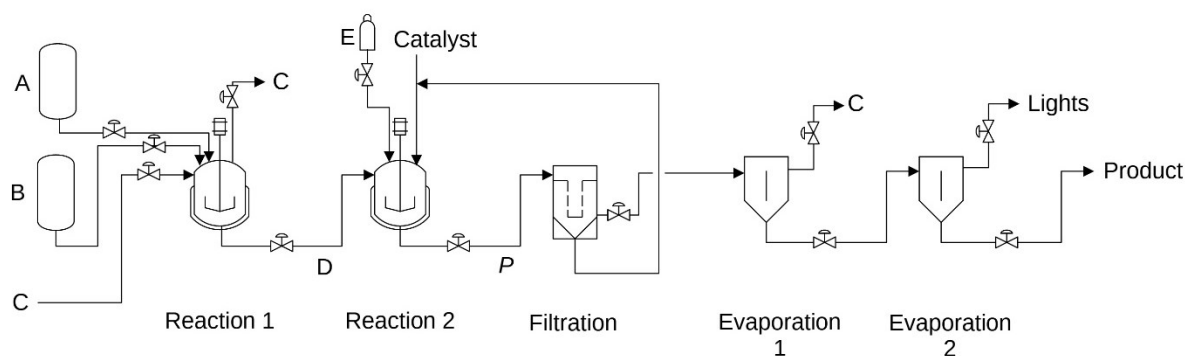 E
Catalyst
A
C
C
Lights
B
Product
D
P
C
Reaction 1
Reaction 2
Filtration
Evaporation
1
Evaporation
2